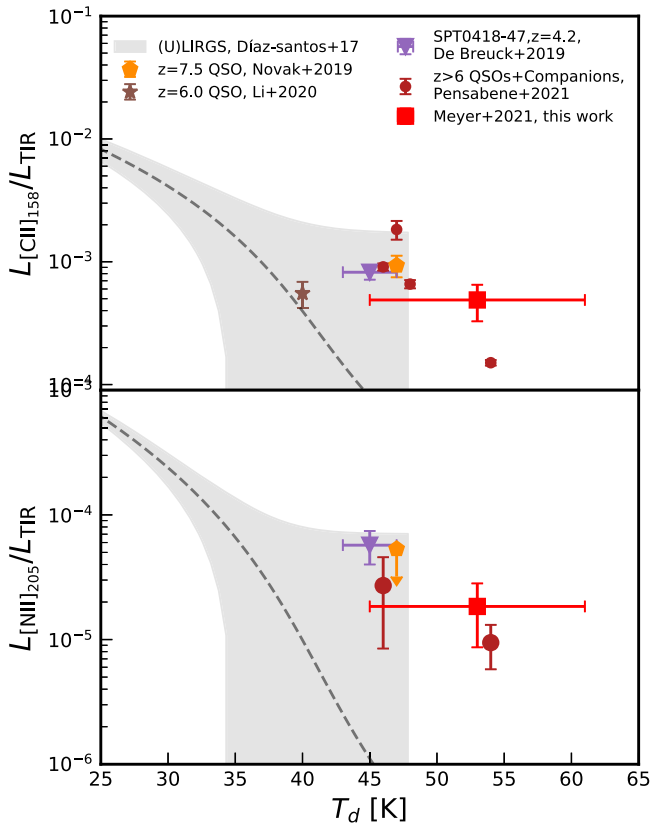 10⁻¹
(U)LIRGS, Díaz-santos+17
z=7.5 QSO, Novak+2019
z=6.0 QSO, Li+2020
SPT0418-47,z=4.2,
De Breuck+2019
z>6 QSOs+Companions,
Pensabene+2021
Meyer+2021, this work
10⁻²
10⁻³
10⁻⁴
L[CII]₁₅₈/LTIR
10⁻⁴
10⁻⁵
10⁻⁶
L[NII]₂₀₅/LTIR
25 30 35 40 45 50 55 60 65
Td [K]